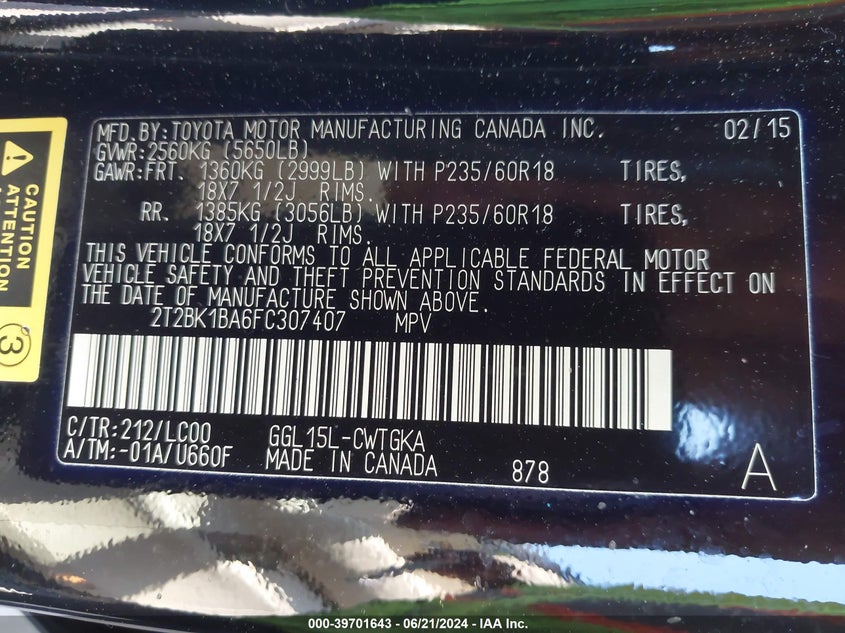 MFD.BY:TOYOTA MOTOR MANUFACTURING CANADA INC. 02/15
GVWR:2560KG (5650LB)
GAWR:FRT. 1360KG (2999LB) WITH P235/60R18 TIRES,
18X7 1/2J RIMS.
RR. 1385KG (3056LB) WITH P235/60R18 TIRES,
18X7 1/2J RIMS.
THIS VEHICLE CONFORMS TO ALL APPLICABLE FEDERAL MOTOR
VEHICLE SAFETY AND THEFT PREVENTION STANDARDS IN EFFECT ON
THE DATE OF MANUFACTURE SHOWN ABOVE.
2T2BK1BA6FC307407 MPV
C/TR:212/LC00 GGL15L-CWTGKA
A/TM:-01A/U660F MADE IN CANADA 878 A
CAUTION
ATTENTION
3
000-39701643 - 06/21/2024 - IAA Inc.